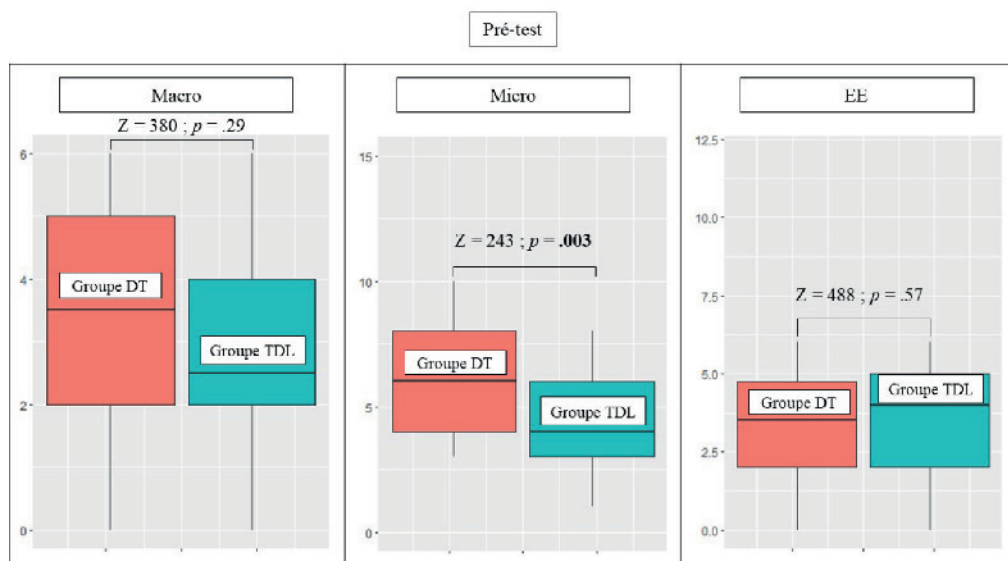 Pré-test
Macro
Z = 380 ; p = .29
6
4
2
0
Groupe DT
Groupe TDL
Micro
15
10
5
0
Z = 243 ; p = .003
Groupe DT
Groupe TDL
EE
12.5
10.0
7.5
5.0
2.5
0.0
Z = 488 ; p = .57
Groupe DT
Groupe TDL